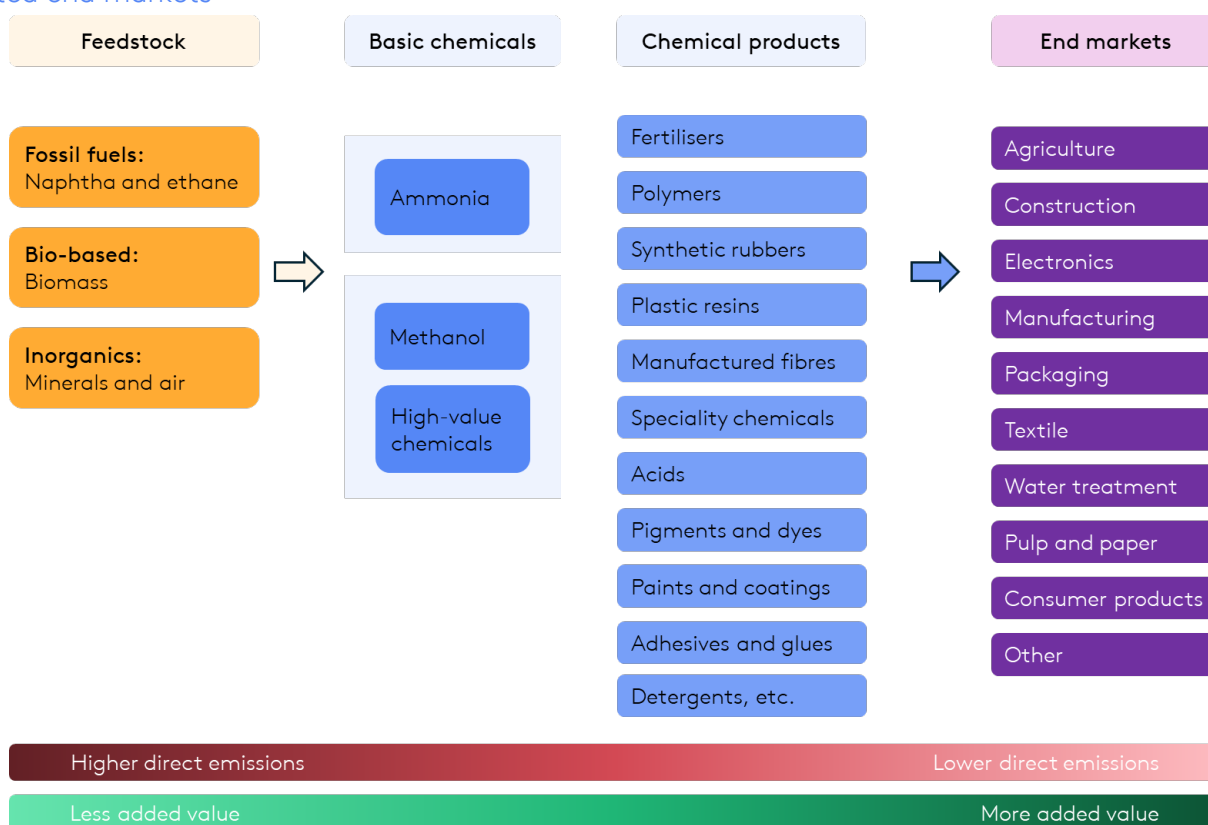 end markets
Feedstock
Basic chemicals
Chemical products
End markets
Fossil fuels:
Naphtha and ethane
Bio-based:
Biomass
Inorganics:
Minerals and air
Ammonia
Methanol
High-value
chemicals
Fertilisers
Polymers
Synthetic rubbers
Plastic resins
Manufactured fibres
Speciality chemicals
Acids
Pigments and dyes
Paints and coatings
Adhesives and glues
Detergents, etc.
Agriculture
Construction
Electronics
Manufacturing
Packaging
Textile
Water treatment
Pulp and paper
Consumer products
Other
Higher direct emissions
Lower direct emissions
Less added value
More added value